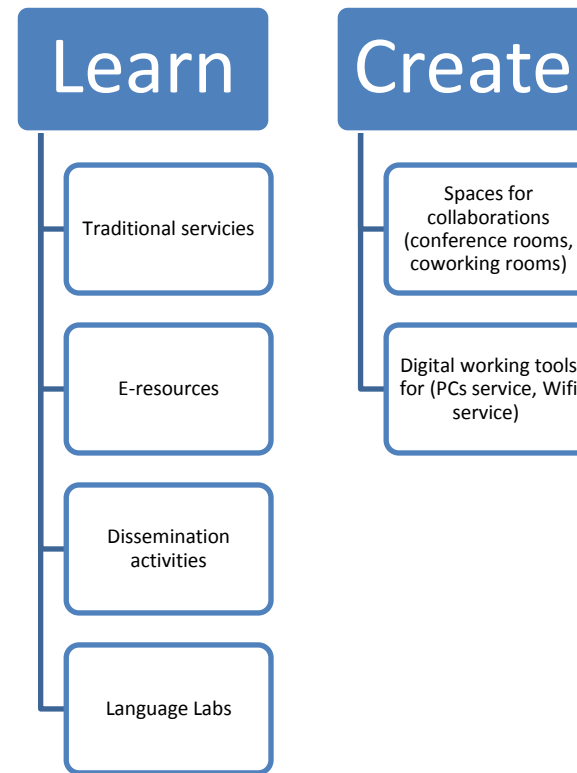 Learn
Traditional servicies
E-resources
Dissemination
activities
Language Labs
Create
Spaces for
collaborations
(conference rooms,
coworking rooms)
Digital working tools
for (PCs service, Wifi
service)